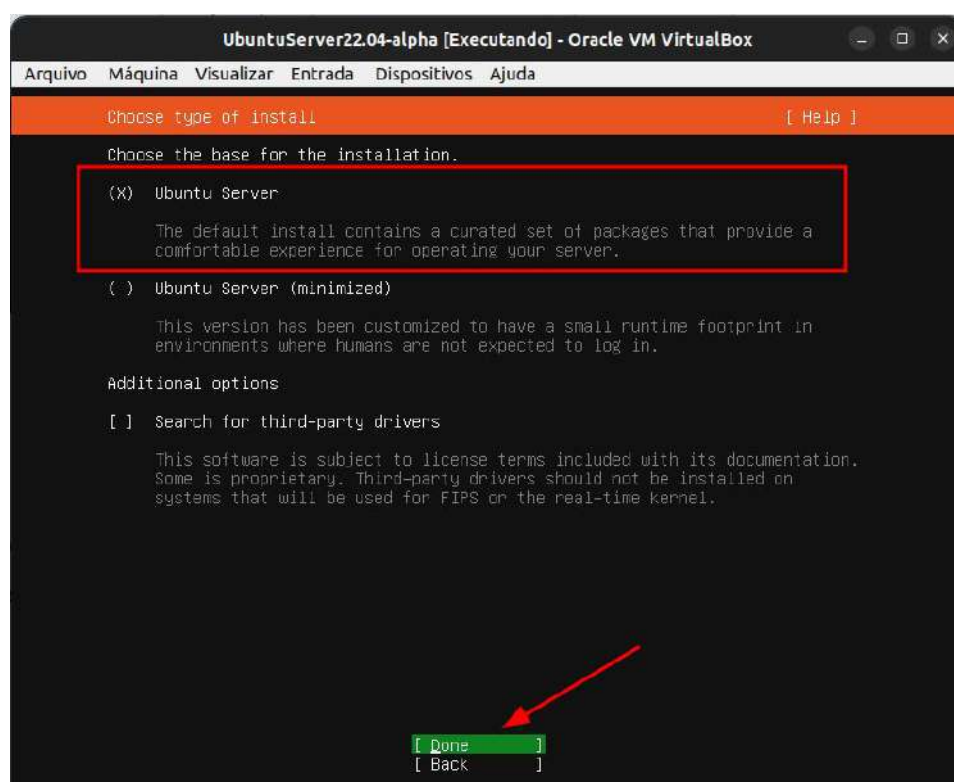 UbuntuServer22.04-alpha [Executando] - Oracle VM VirtualBox
Arquivo Máquina Visualizar Entrada Dispositivos Ajuda
Choose type of install [ Help ]
Choose the base for the installation.
(X) Ubuntu Server
The default install contains a curated set of packages that provide a
comfortable experience for operating your server.
( ) Ubuntu Server (minimized)
This version has been customized to have a small runtime footprint in
environments where humans are not expected to log in.
Additional options
[ ] Search for third-party drivers
This software is subject to license terms included with its documentation.
Some is proprietary. Third-party drivers should not be installed on
systems that will be used for FIPS or the real-time kernel.
[ Done ]
[ Back ]